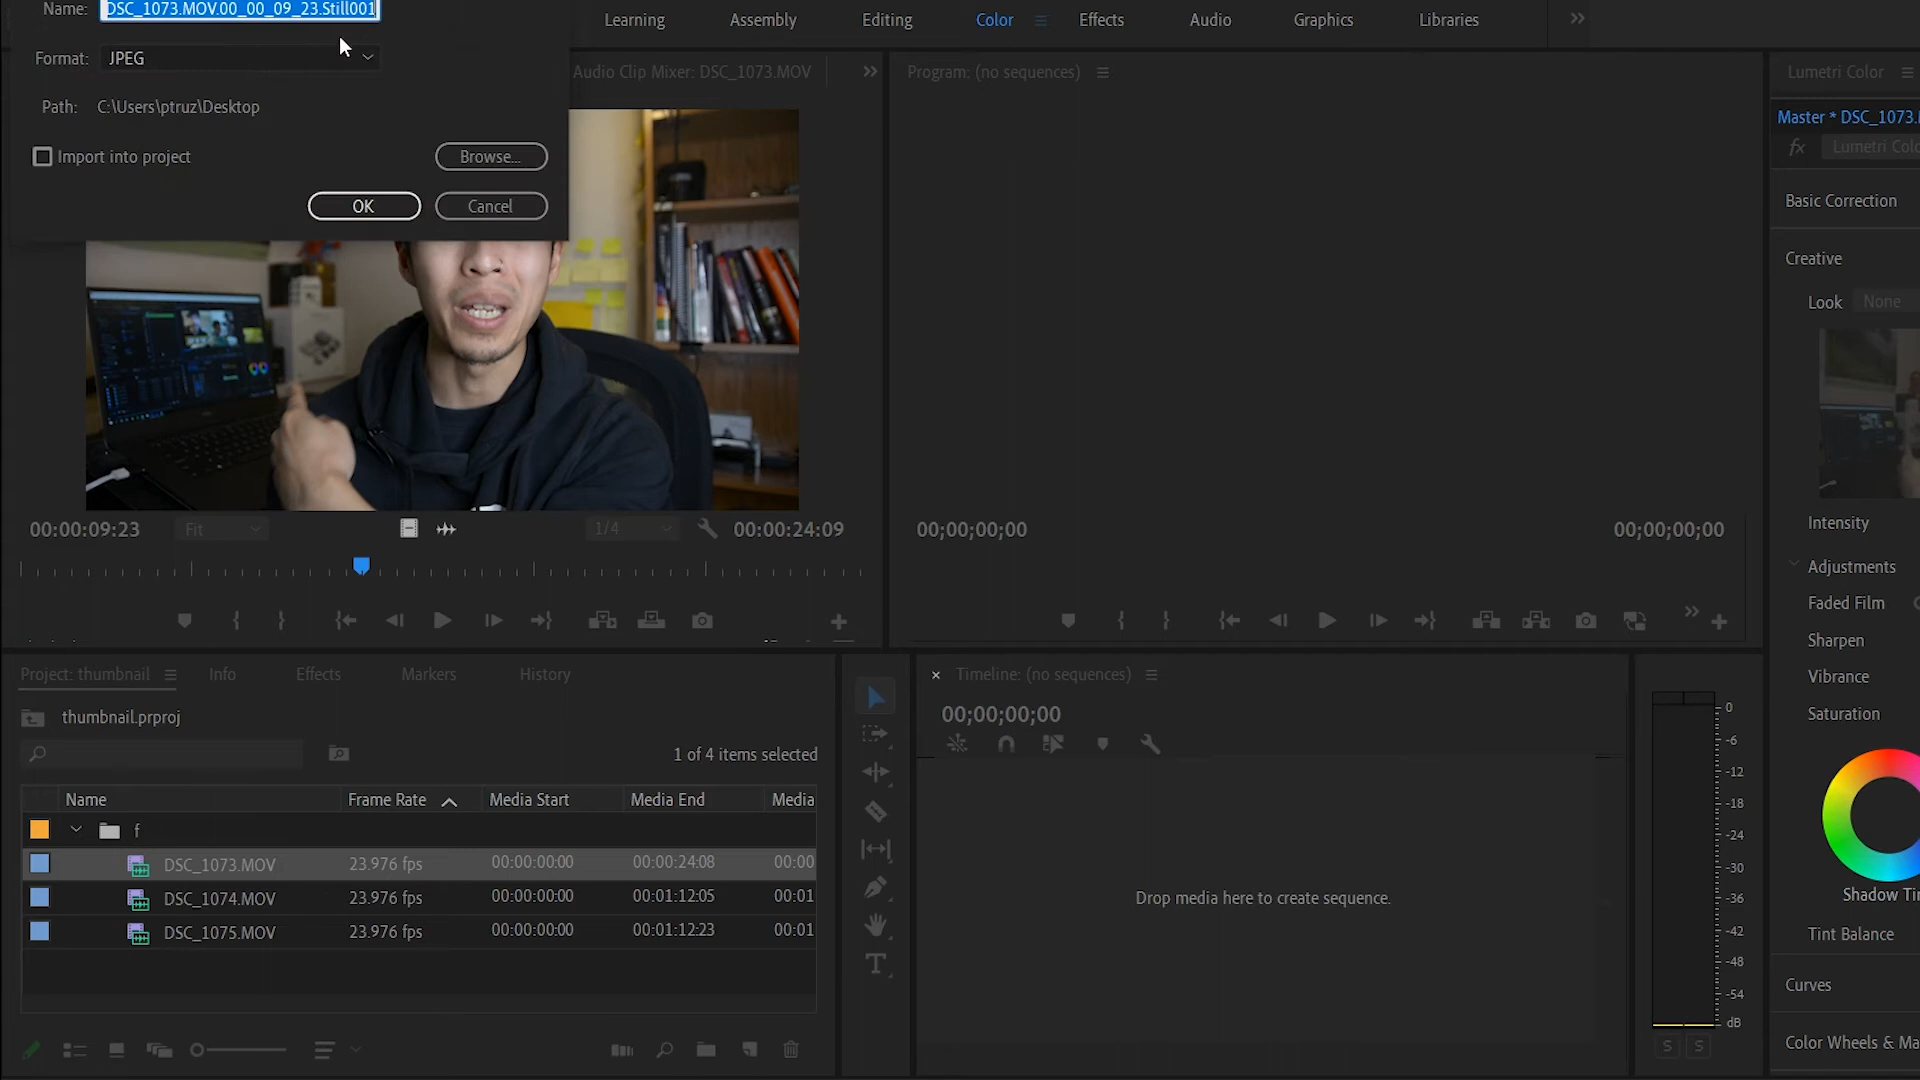 Name: DSC_1073.MOV.00_00_09_23.Still001
Learning Assembly Editing Color Effects Audio Graphics Libraries
Format: JPEG
Audio Clip Mixer: DSC_1073.MOV
Program: (no sequences)
Lumetri Color
Path: C:\Users\ptruz\Desktop
Master * DSC_1073.
fx Lumetri Colo
Import into project
Browse...
OK
Cancel
Basic Correction
Creative
Look None
Intensity
Adjustments
Faded Film
Sharpen
Vibrance
Saturation
00:00:09:23 Fit 1/4 00:00:24:09
00;00;00;00 00;00;00;00
Project: thumbnail Info Effects Markers History
thumbnail.prproj
1 of 4 items selected
Name Frame Rate Media Start Media End Media
f
DSC_1073.MOV 23.976 fps 00:00:00:00 00:00:24:08 00:00
DSC_1074.MOV 23.976 fps 00:00:00:00 00:01:12:05 00:01
DSC_1075.MOV 23.976 fps 00:00:00:00 00:01:12:23 00:01
× Timeline: (no sequences)
00;00;00;00
Drop media here to create sequence.
T
0
-6
-12
-18
-24
-30
-36
-42
-48
-54
dB
S S
Shadow Tin
Tint Balance
Curves
Color Wheels & Ma